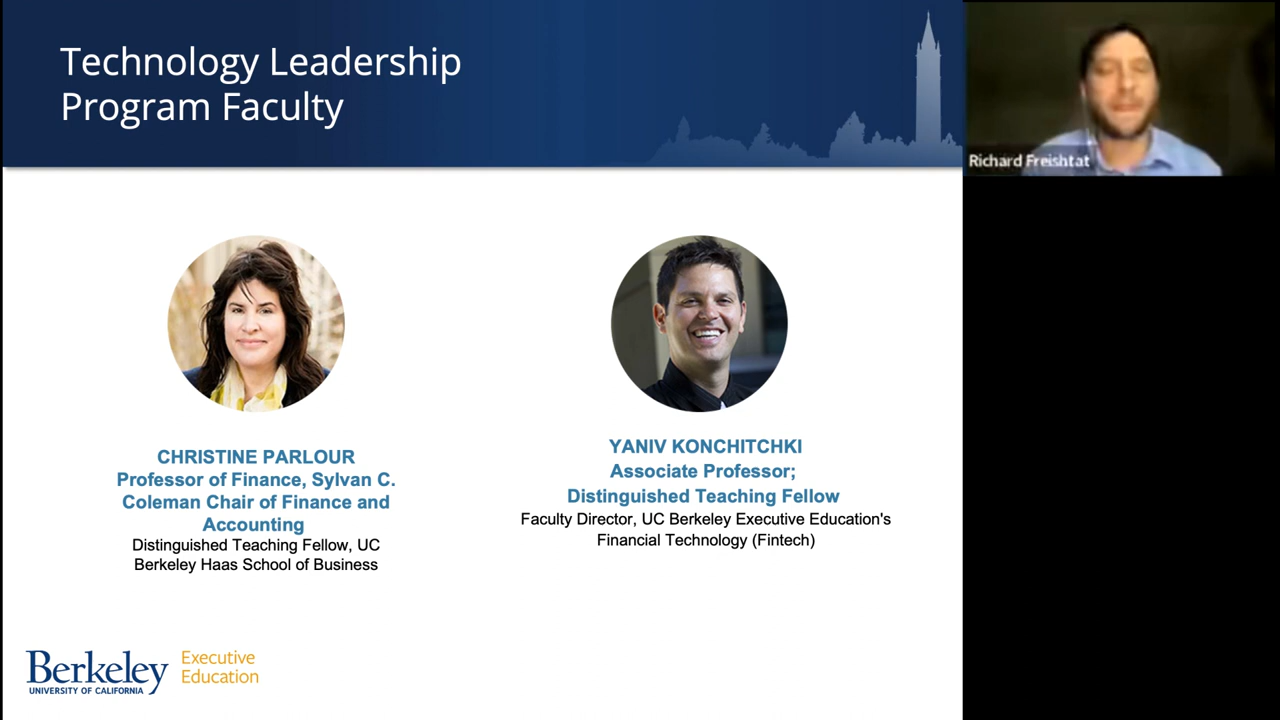 Technology Leadership
Program Faculty
Richard Freishtat
CHRISTINE PARLOUR
Professor of Finance, Sylvan C.
Coleman Chair of Finance and
Accounting
Distinguished Teaching Fellow, UC
Berkeley Haas School of Business
YANIV KONCHITCHKI
Associate Professor;
Distinguished Teaching Fellow
Faculty Director, UC Berkeley Executive Education's
Financial Technology (Fintech)
Berkeley
UNIVERSITY OF CALIFORNIA
Executive
Education